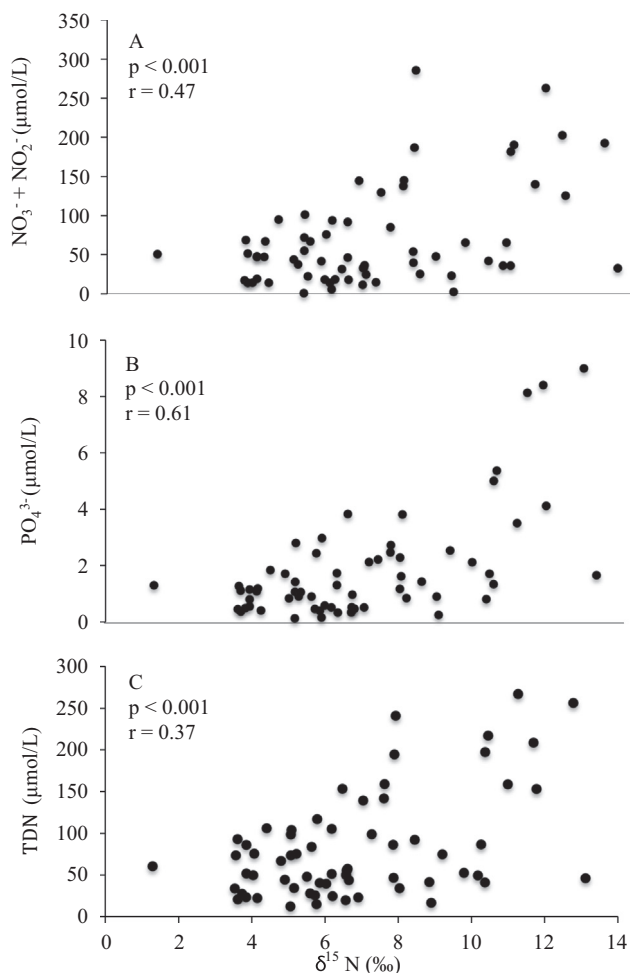 A
p < 0.001
r = 0.47
NO₃⁻ + NO₂⁻ (µmol/L)
350
300
250
200
150
100
50
0
B
p < 0.001
r = 0.61
PO₄³⁻ (µmol/L)
10
8
6
4
2
0
C
p < 0.001
r = 0.37
TDN (µmol/L)
300
250
200
150
100
50
0
0 2 4 6 8 10 12 14
δ¹⁵ N (‰)